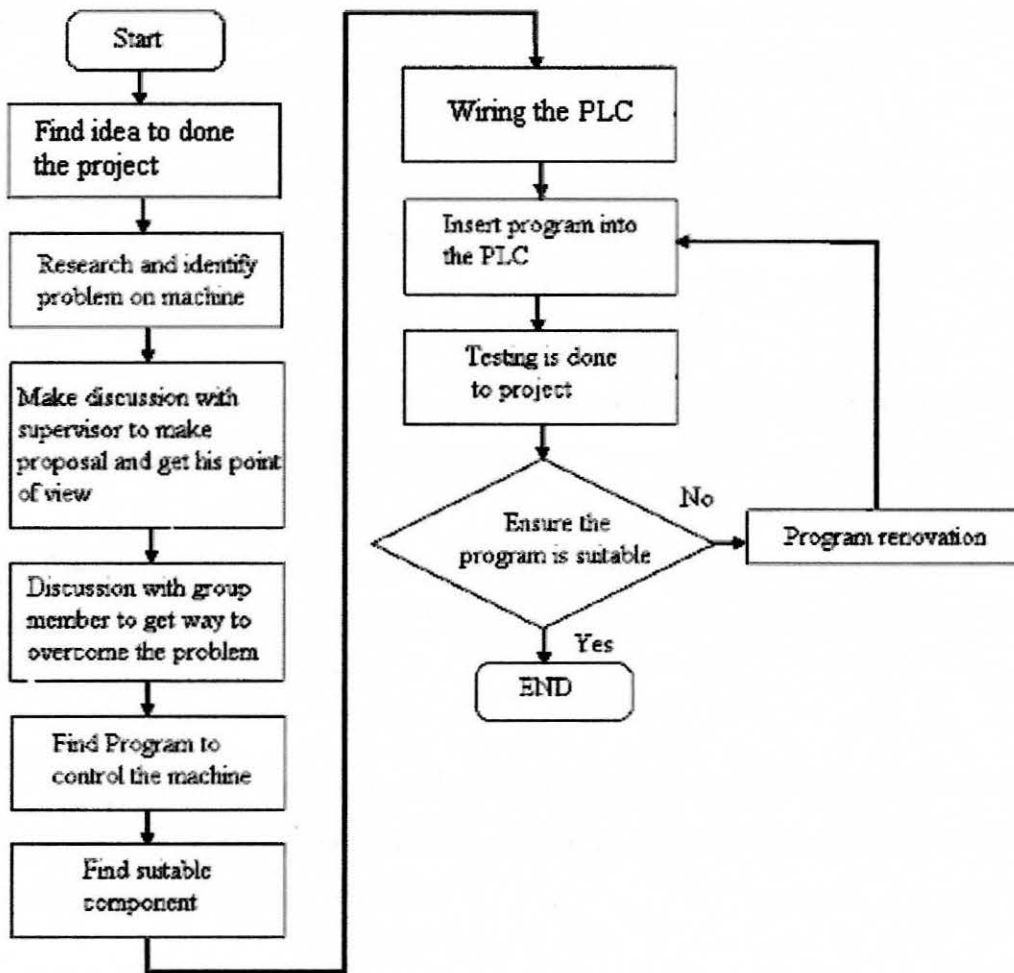 Start
Find idea to done
the project
Research and identify
problem on machine
Make discussion with
supervisor to make
proposal and get his point
of view
Discussion with group
member to get way to
overcome the problem
Find Program to
control the machine
Find suitable
component
Wiring the PLC
Insert program into
the PLC
Testing is done
to project
Ensure the
program is suitable
No
Program renovation
Yes
END